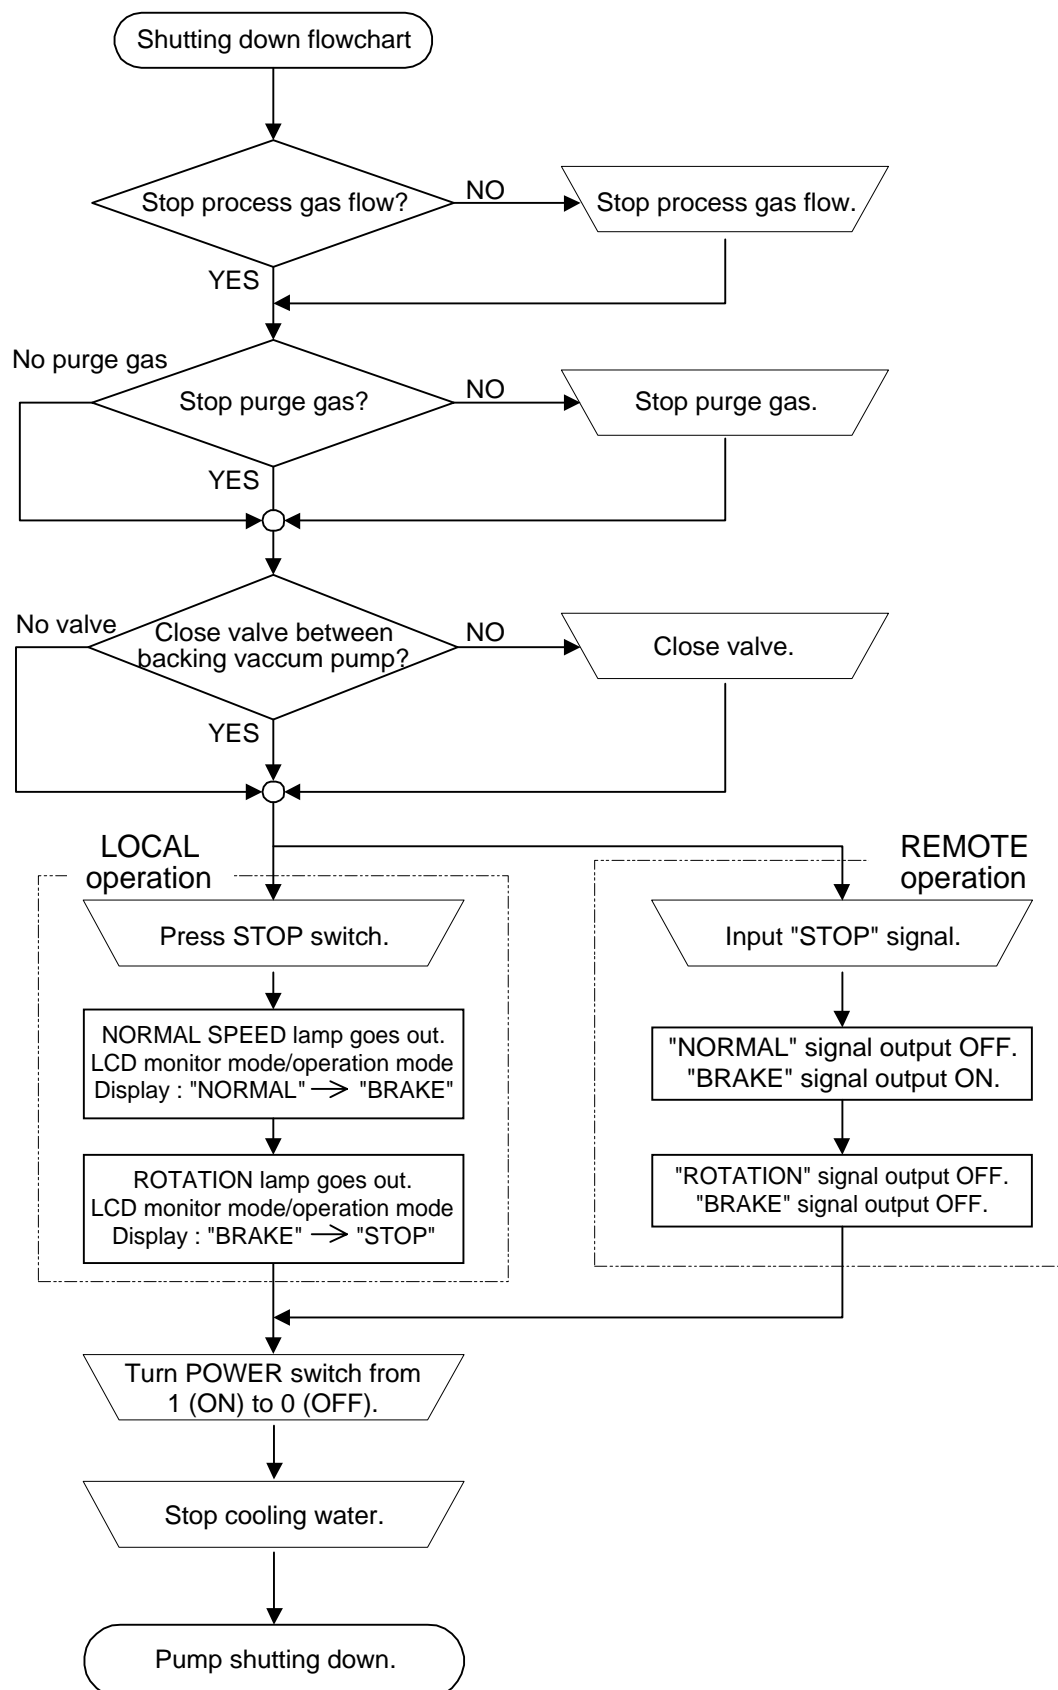 Shutting down flowchart
Stop process gas flow?
NO
Stop process gas flow.
YES
No purge gas
Stop purge gas?
NO
Stop purge gas.
YES
No valve
Close valve between
backing vaccum pump?
NO
Close valve.
YES
LOCAL
operation
REMOTE
operation
Press STOP switch.
Input "STOP" signal.
NORMAL SPEED lamp goes out.
LCD monitor mode/operation mode
Display : "NORMAL" → "BRAKE"
"NORMAL" signal output OFF.
"BRAKE" signal output ON.
ROTATION lamp goes out.
LCD monitor mode/operation mode
Display : "BRAKE" → "STOP"
"ROTATION" signal output OFF.
"BRAKE" signal output OFF.
Turn POWER switch from
1 (ON) to 0 (OFF).
Stop cooling water.
Pump shutting down.